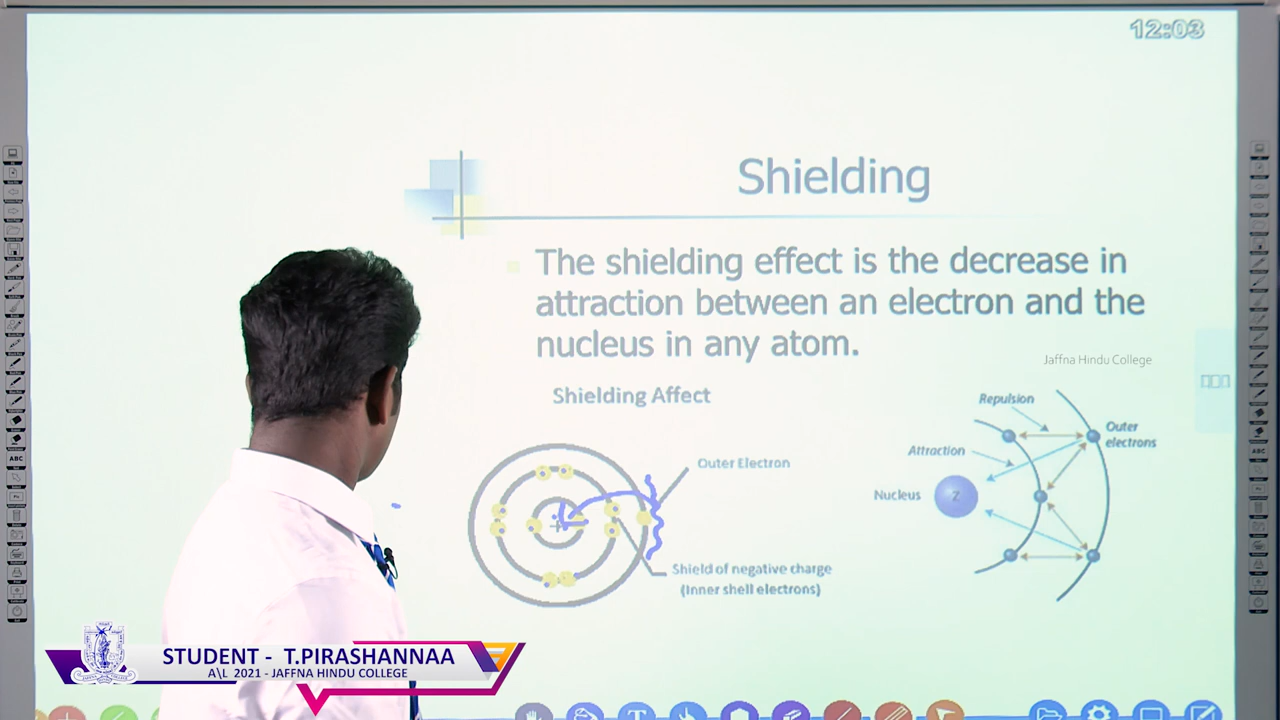 12:03
Shielding
The shielding effect is the decrease in
attraction between an electron and the
nucleus in any atom.
Jaffna Hindu College
Shielding Affect
Outer Electron
Shield of negative charge
(Inner shell electrons)
Repulsion
Outer
electrons
Attraction
Nucleus
Z
ABC
ABC
STUDENT - T.PIRASHANNAA
A\L 2021 - JAFFNA HINDU COLLEGE